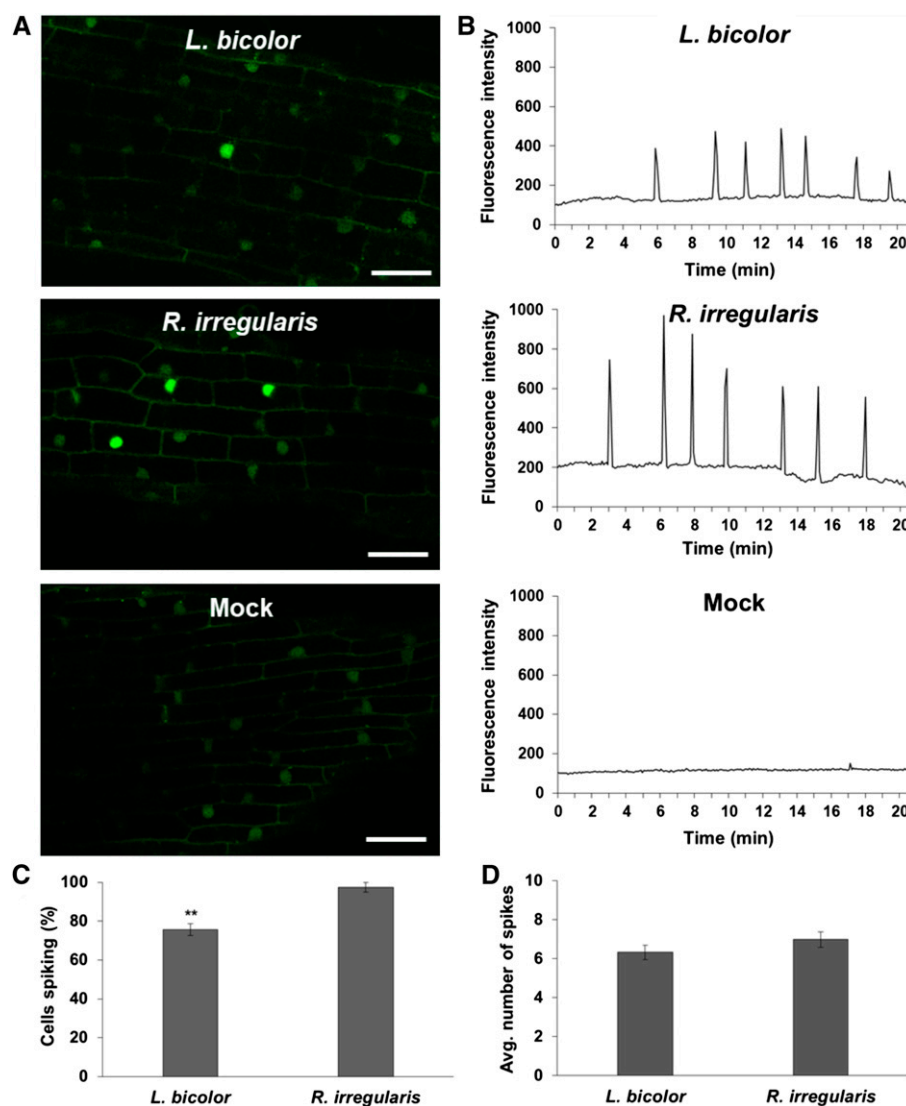 A
L. bicolor
R. irregularis
Mock
B
L. bicolor
Fluorescence intensity
1000
800
600
400
200
0
0 2 4 6 8 10 12 14 16 18 20
Time (min)
R. irregularis
Fluorescence intensity
1000
800
600
400
200
0
0 2 4 6 8 10 12 14 16 18 20
Time (min)
Mock
Fluorescence intensity
1000
800
600
400
200
0
0 2 4 6 8 10 12 14 16 18 20
Time (min)
C
Cells spiking (%)
100
80
60
40
20
0
**
L. bicolor R. irregularis
D
Avg. number of spikes
10
8
6
4
2
0
L. bicolor R. irregularis